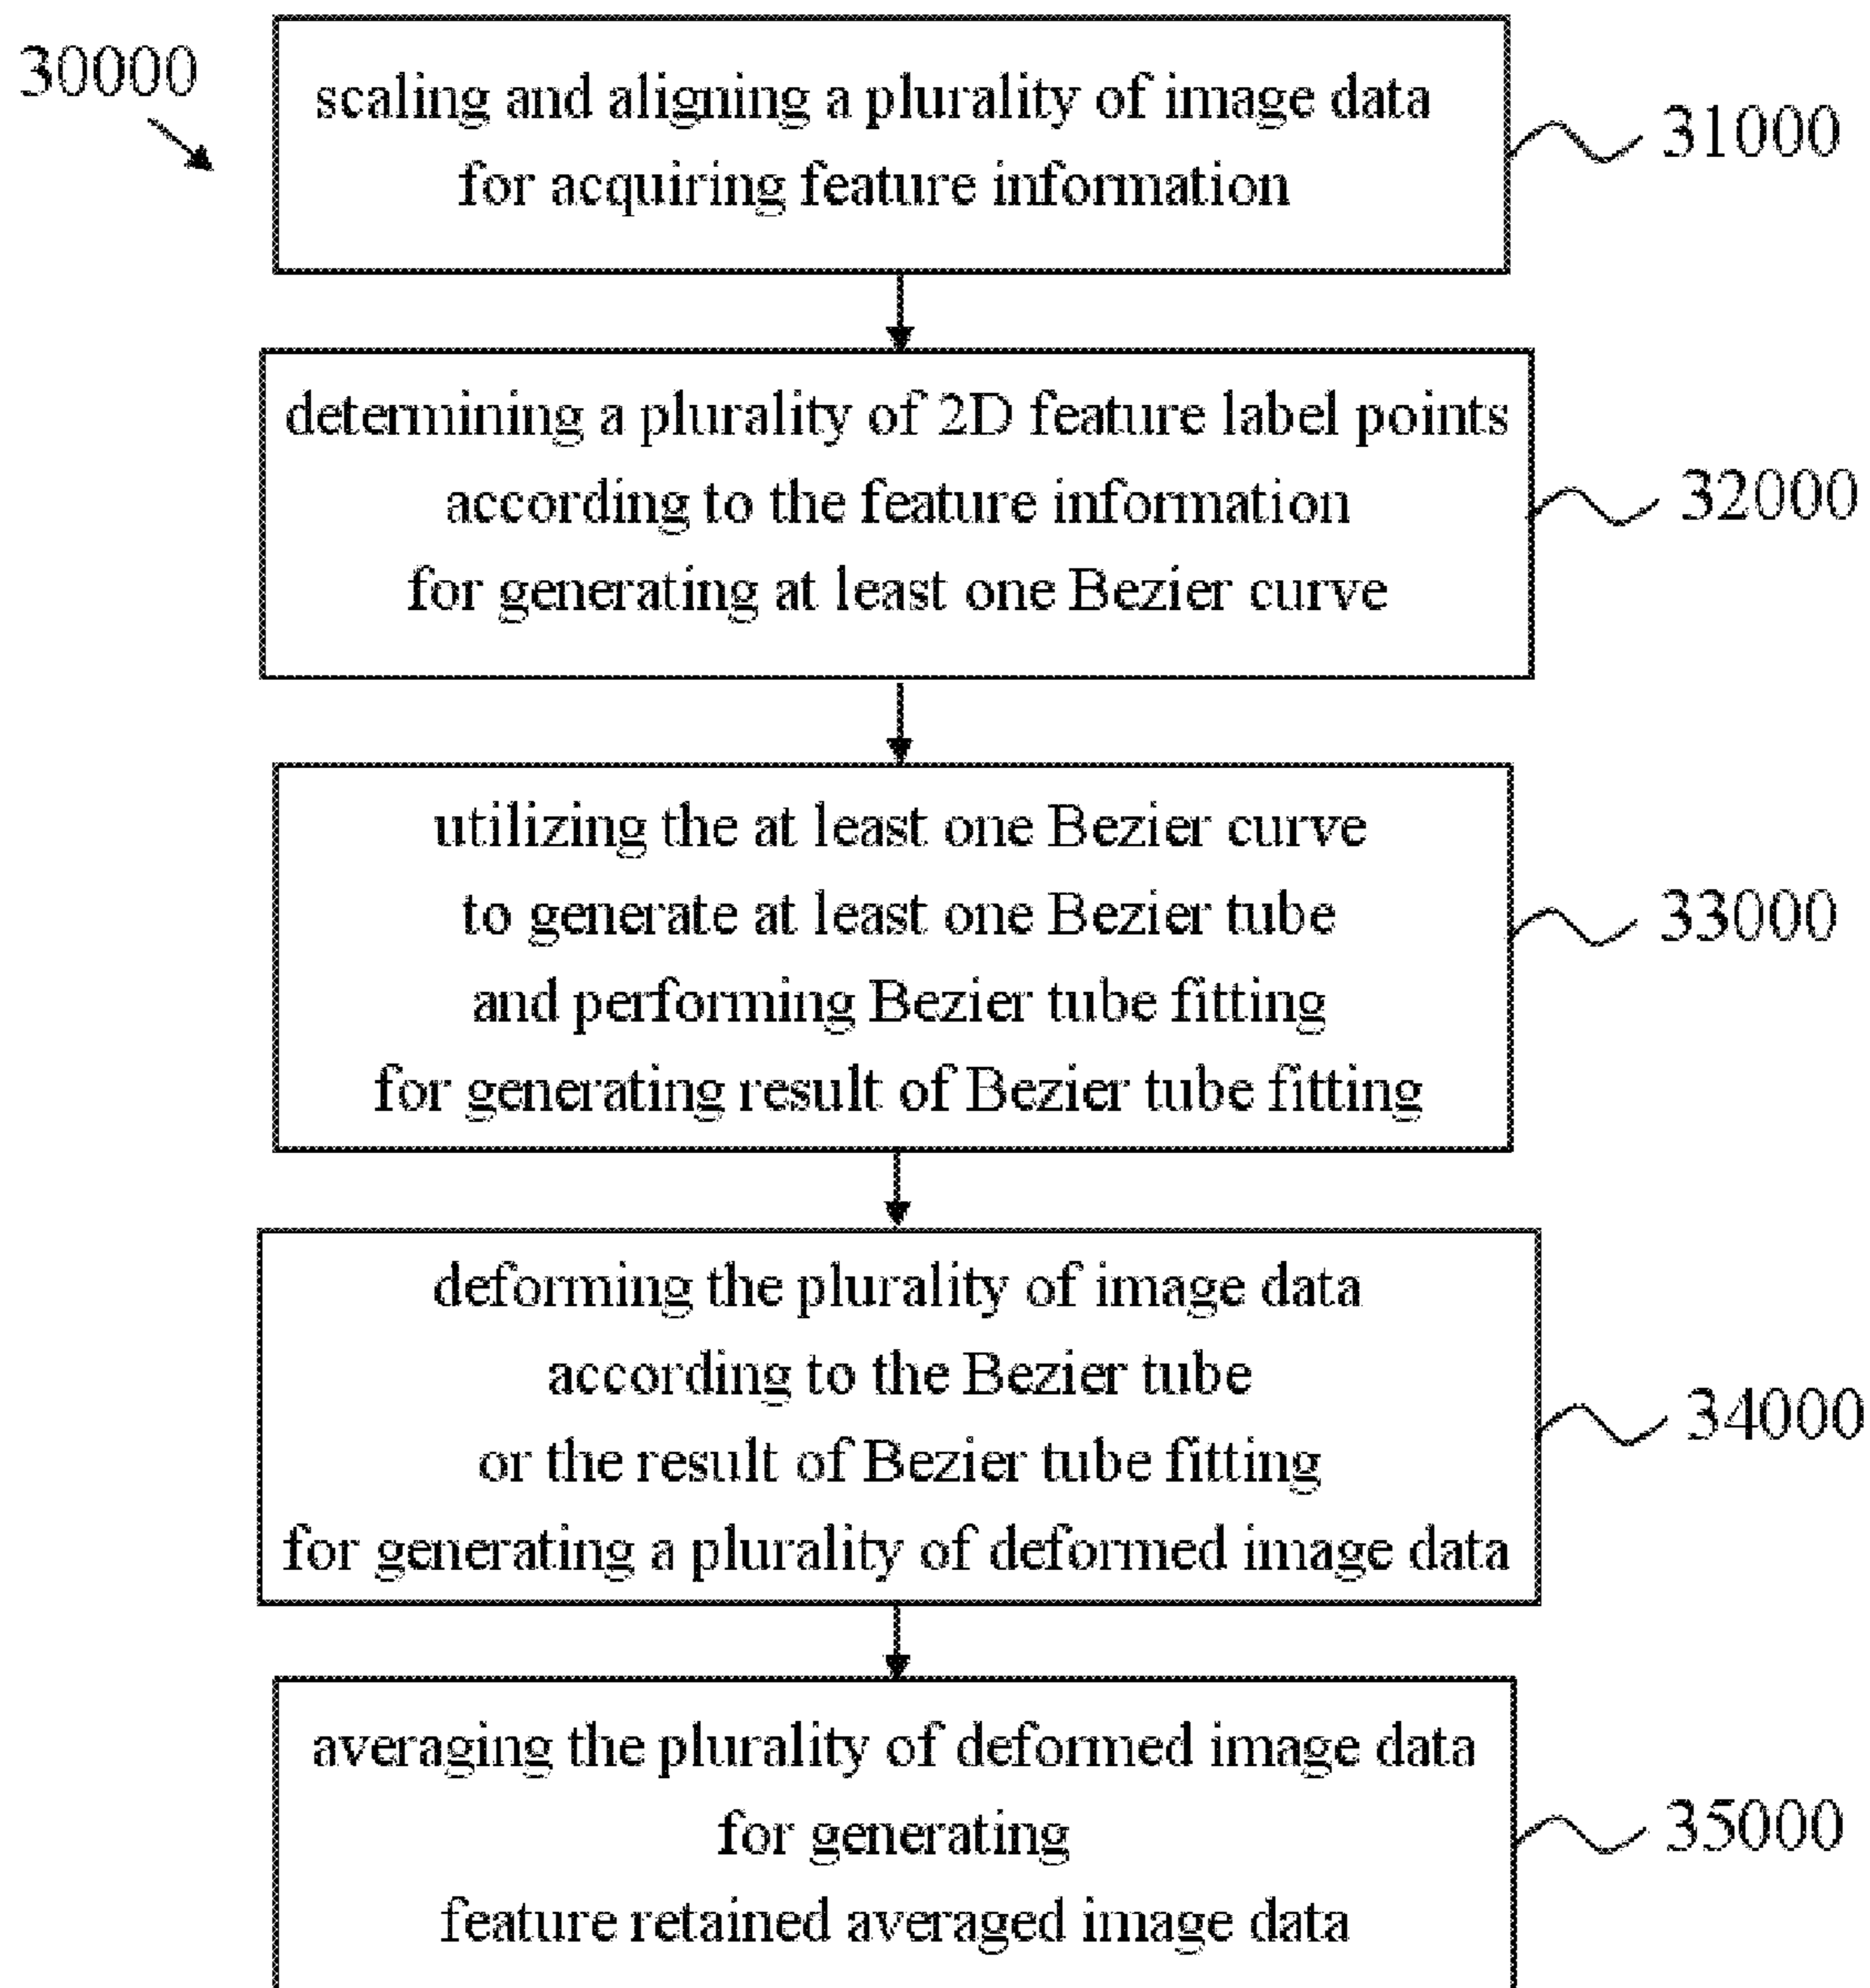 30000
scaling and aligning a plurality of image data
for acquiring feature information
31000
determining a plurality of 2D feature label points
according to the feature information
for generating at least one Bezier curve
32000
utilizing the at least one Bezier curve
to generate at least one Bezier tube
and performing Bezier tube fitting
for generating result of Bezier tube fitting
33000
deforming the plurality of image data
according to the Bezier tube
or the result of Bezier tube fitting
for generating a plurality of deformed image data
34000
averaging the plurality of deformed image data
for generating
feature retained averaged image data
35000